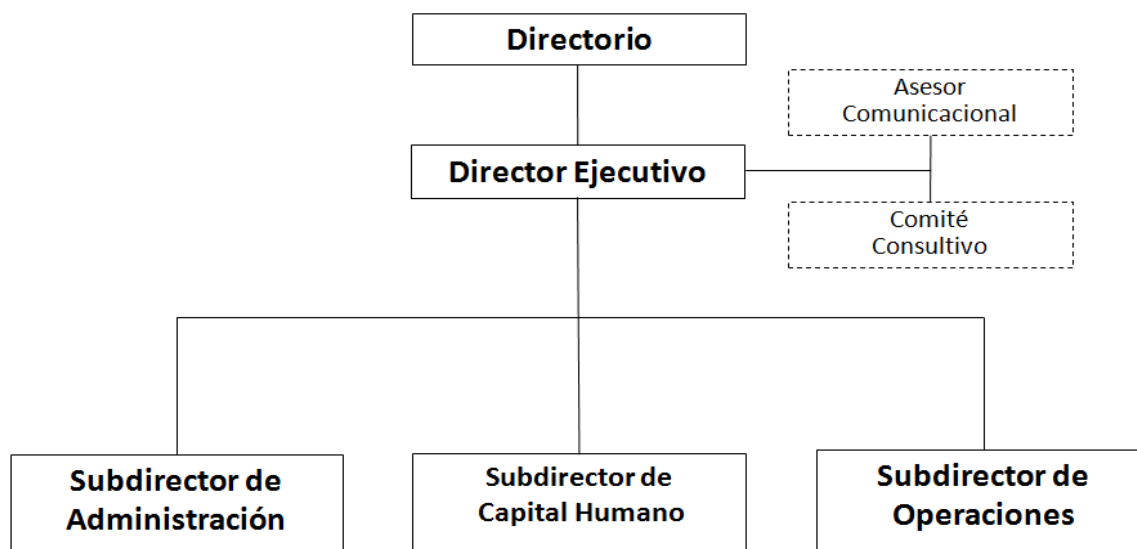 Directorio
Asesor
Comunicacional
Director Ejecutivo
Comité
Consultivo
Subdirector de
Administración
Subdirector de
Capital Humano
Subdirector de
Operaciones